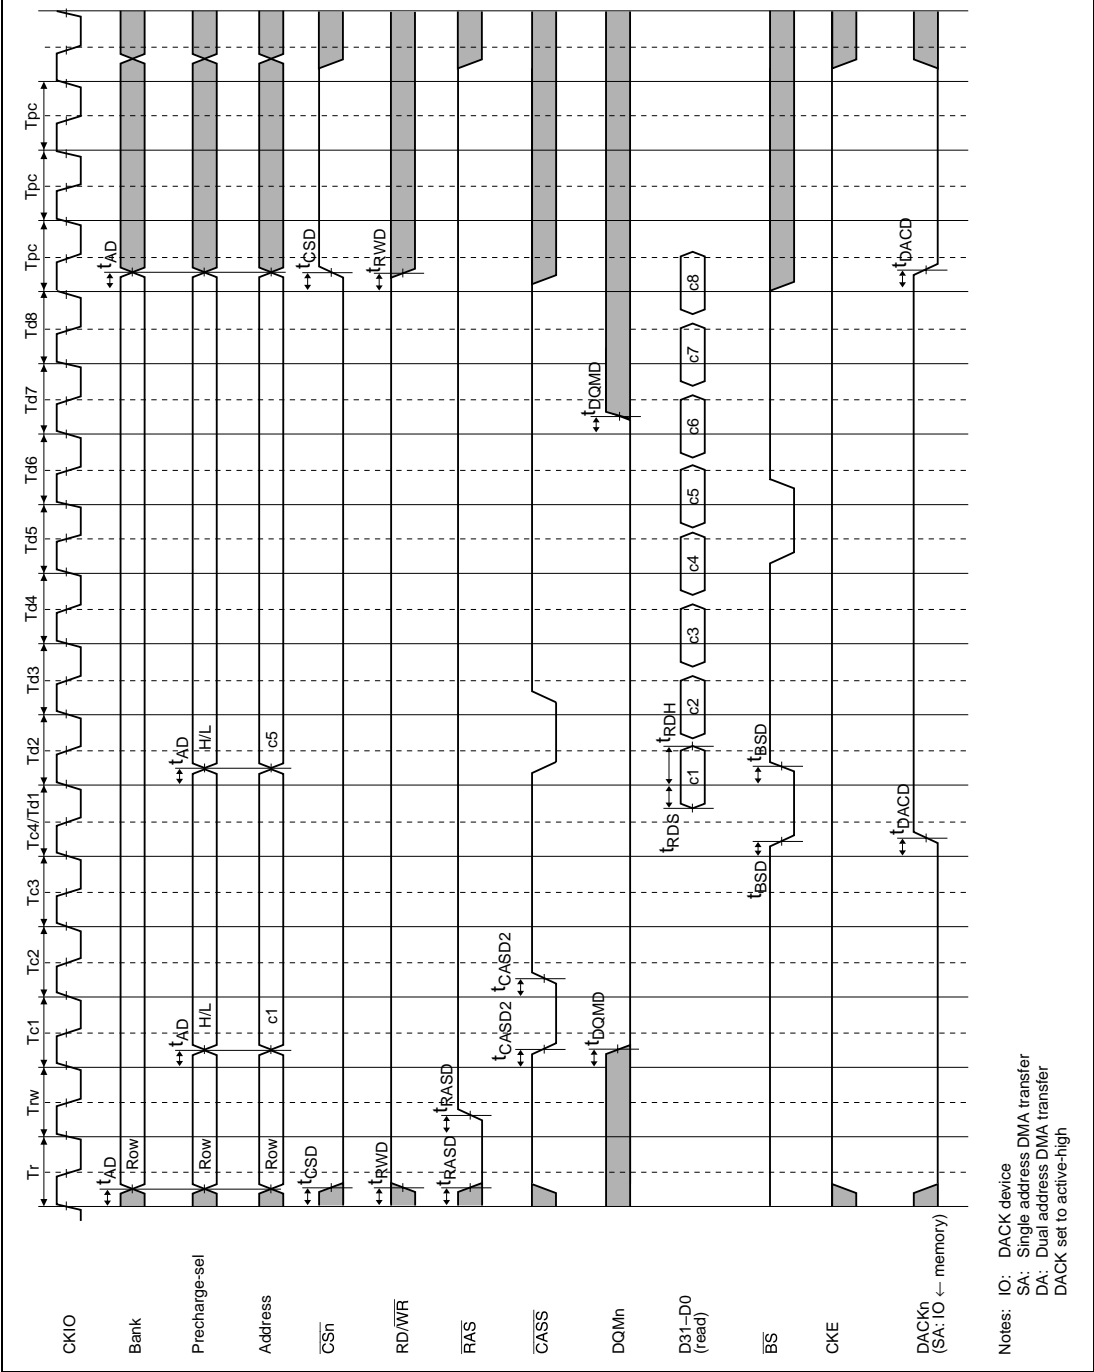 Tr Trw Tc1 Tc2 Tc3 Tc4/Td1 Td2 Td3 Td4 Td5 Td6 Td7 Td8 Tpc Tpc Tpc
CKIO
tAD tAD
Bank Row
tAD tAD
Precharge-sel Row H/L H/L
Address Row c1 c5
tCSD tCSD
CSn
tRWD tRWD
RD/WR
tRASD tRASD
RAS
tCASD2 tCASD2
CASS
tDQMD tDQMD
DQMn
tRDS tRDH
D31–D0
(read)
c1 c2 c3 c4 c5 c6 c7 c8
tBSD tBSD
BS
CKE
tDACD tDACD
DACKn
(SA: IO ← memory)
Notes: IO: DACK device
SA: Single address DMA transfer
DA: Dual address DMA transfer
DACK set to active-high